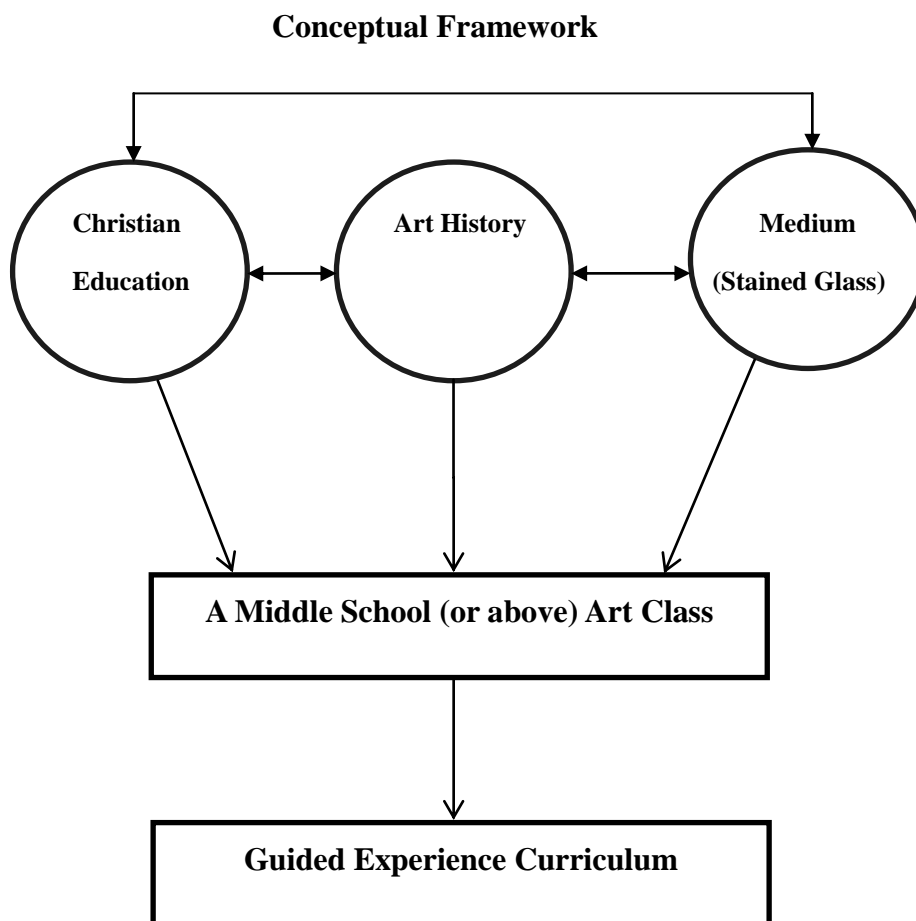 Conceptual Framework
Christian
Education
Art History
Medium
(Stained Glass)
A Middle School (or above) Art Class
Guided Experience Curriculum